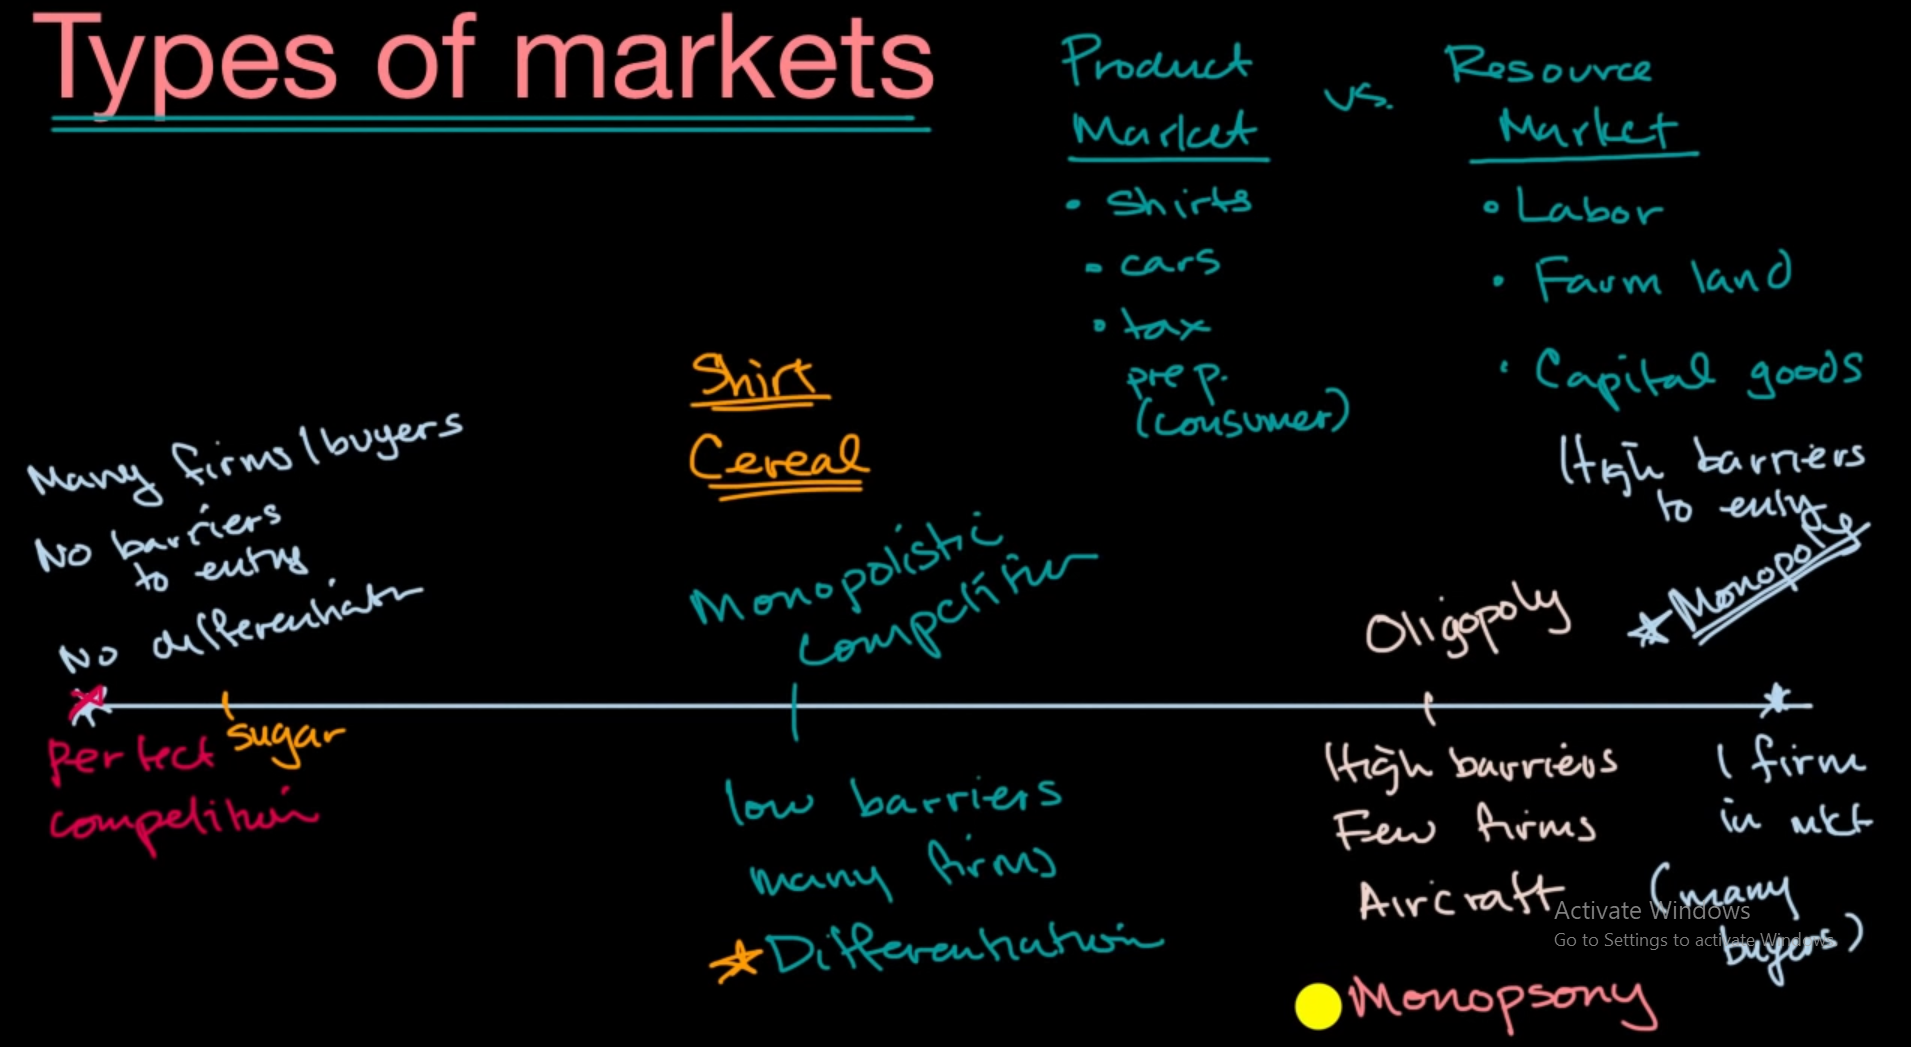 Types of markets
Product
Market
• Shirts
• cars
• tax
prep.
(consumer)
vs.
Resource
Market
• Labor
• Farm land
• Capital goods
Many firms/buyers
No barriers
to entry
No differentiatn
Perfect
competition
sugar
Shirt
Cereal
Monopolistic
competition
low barriers
many firms
Differentiation
Oligopoly
High barriers
Few firms
Aircraft
High barriers
to entry
Monopoly
1 firm
in mkt
(many
buyers)
Monopsony
Activate Windows
Go to Settings to activate Windows.